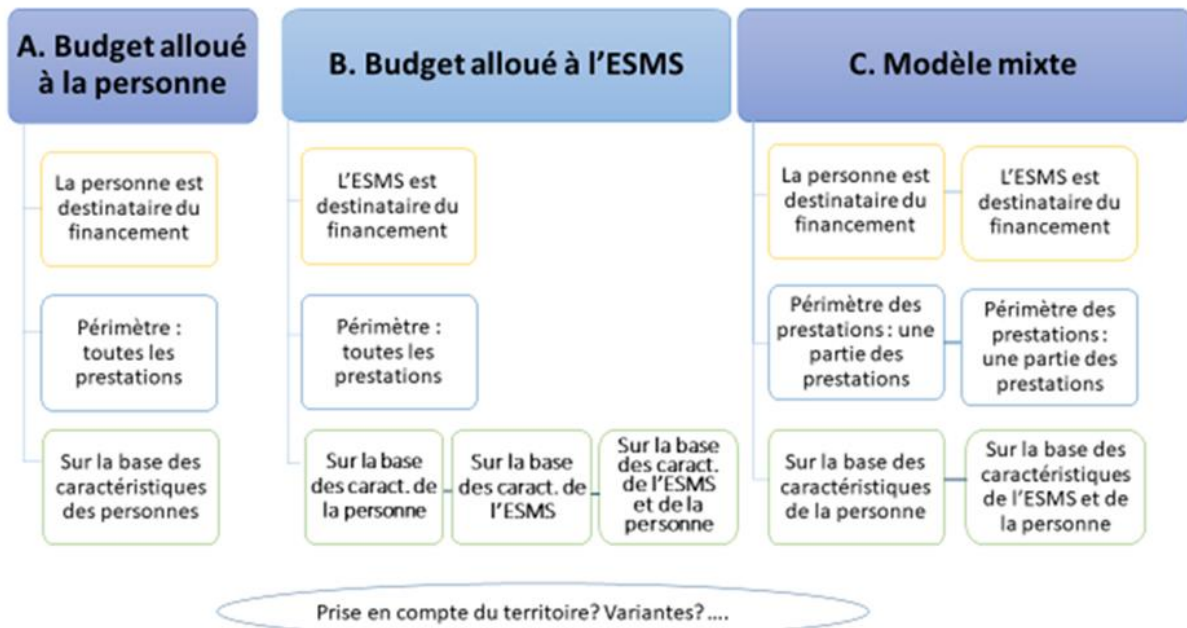 A. Budget alloué
à la personne
B. Budget alloué à l'ESMS
C. Modèle mixte
La personne est
destinataire du
financement
Périmètre :
toutes les
prestations
Sur la base des
caractéristiques
des personnes
L'ESMS est
destinataire du
financement
Périmètre :
toutes les
prestations
Sur la base
des caract. de
la personne
Sur la base
des caract. de
l'ESMS
Sur la base
des caract.
de l'ESMS
et de la
personne
La personne est
destinataire du
financement
L'ESMS est
destinataire du
financement
Périmètre des
prestations : une
partie des
prestations
Périmètre des
prestations :
une partie des
prestations
Sur la base des
caractéristiques
de la personne
Sur la base des
caractéristiques
de l'ESMS et de
la personne
Prise en compte du territoire? Variantes? ....